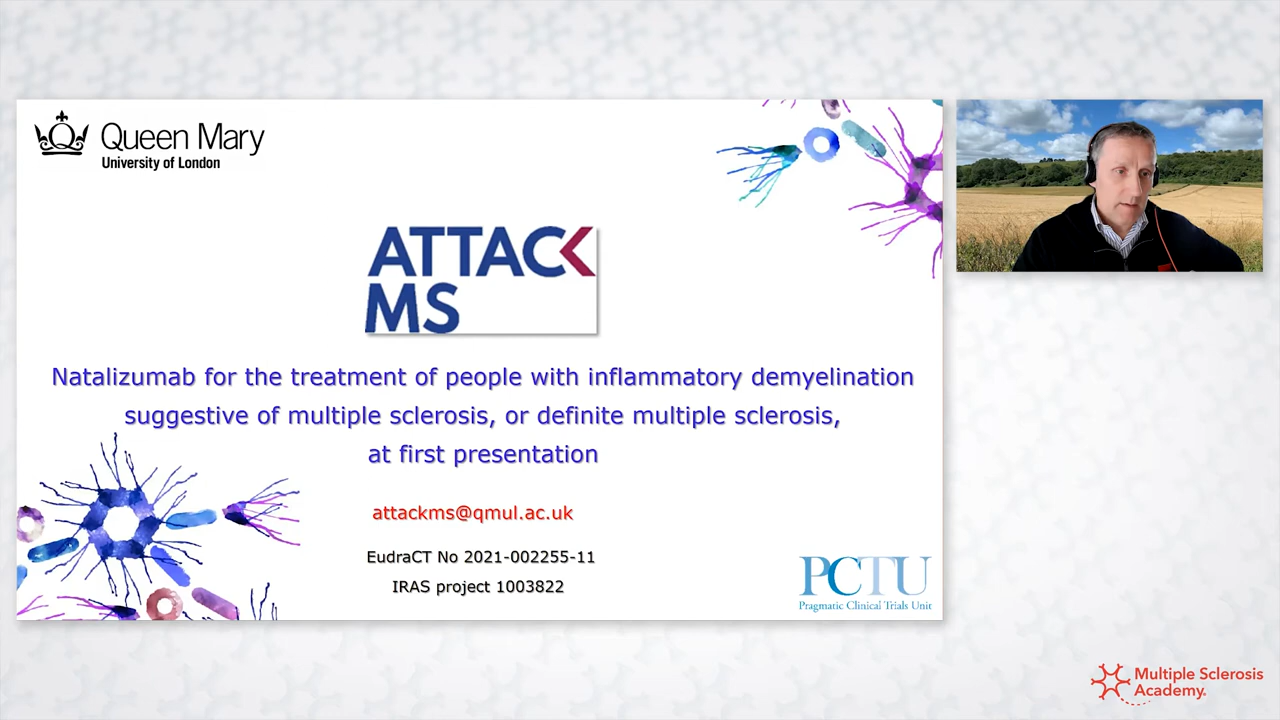 Queen Mary
University of London
ATTACK
MS
Natalizumab for the treatment of people with inflammatory demyelination
suggestive of multiple sclerosis, or definite multiple sclerosis,
at first presentation
attackms@qmul.ac.uk
EudraCT No 2021-002255-11
IRAS project 1003822
PCTU
Pragmatic Clinical Trials Unit
Multiple Sclerosis
Academy